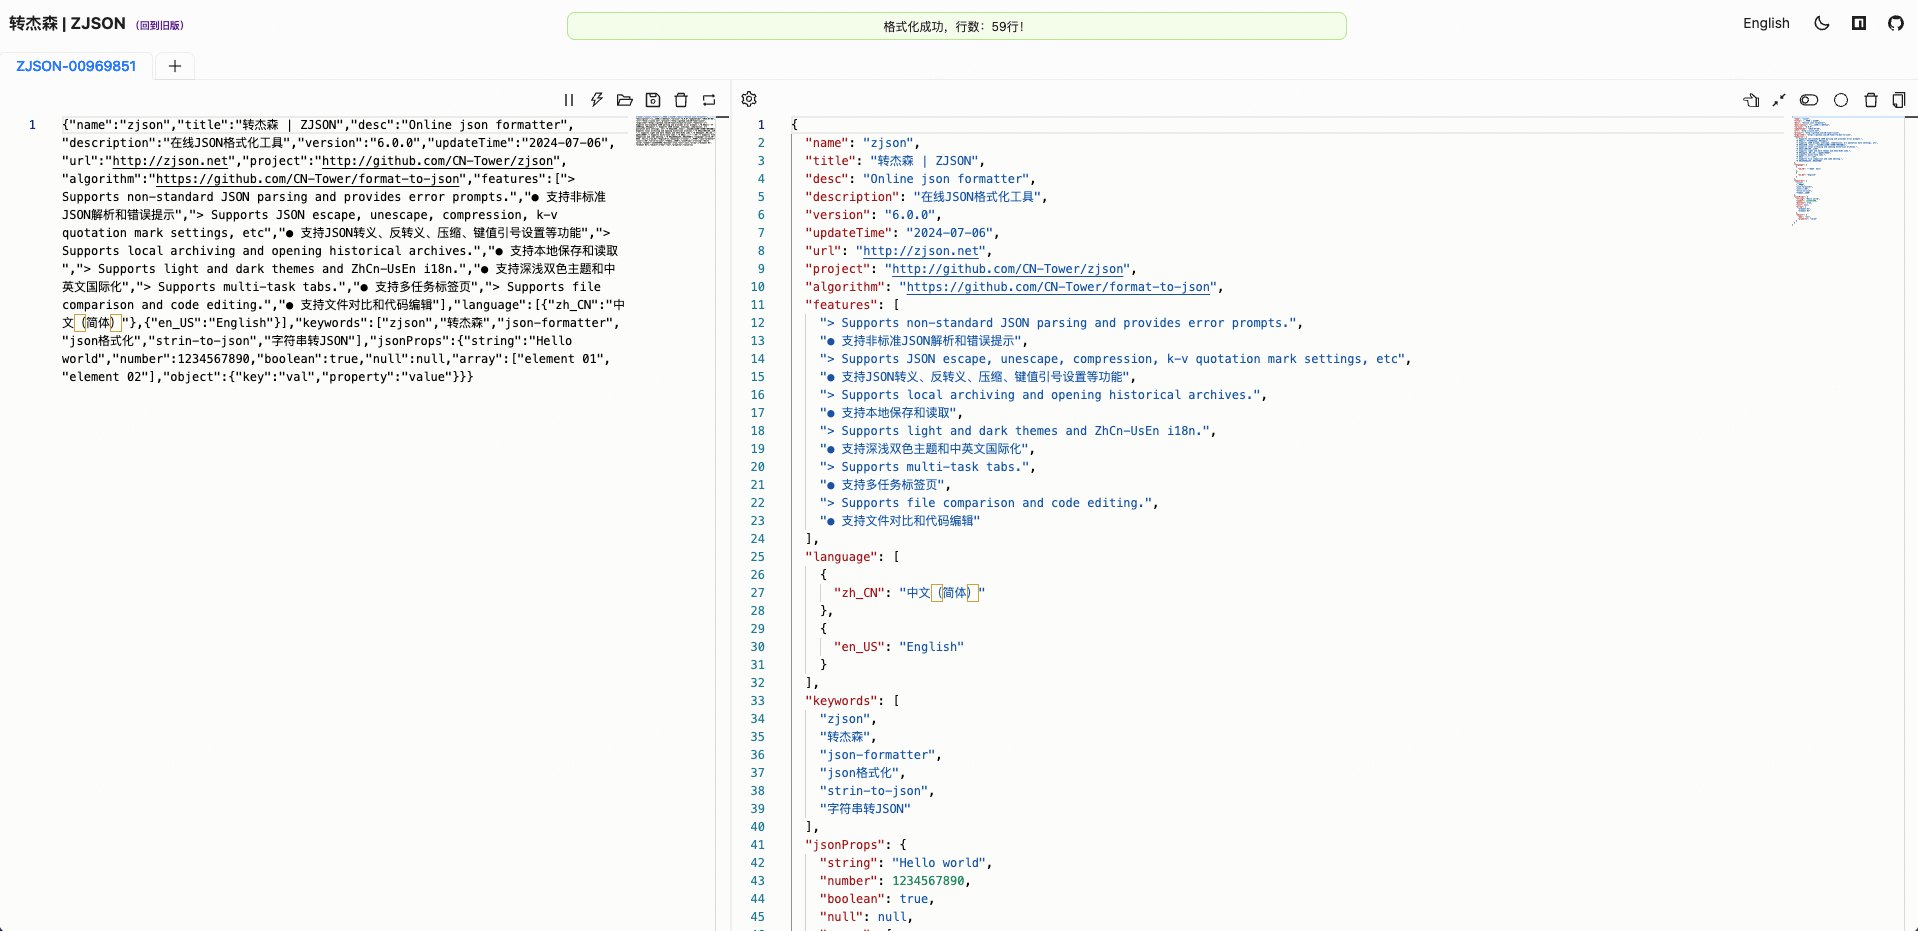 转杰森 | ZJSON (回到旧版)
格式化成功，行数：59行!
English
ZJSON-00969851
1 {"name":"zjson","title":"转杰森 | ZJSON","desc":"Online json formatter",
"description":"在线JSON格式化工具","version":"6.0.0","updateTime":"2024-07-06",
"url":"http://zjson.net","project":"http://github.com/CN-Tower/zjson",
"algorithm":"https://github.com/CN-Tower/format-to-json","features":[">
Supports non-standard JSON parsing and provides error prompts.","● 支持非标准
JSON解析和错误提示","> Supports JSON escape, unescape, compression, k-v
quotation mark settings, etc","● 支持JSON转义、反转义、压缩、键值引号设置等功能",">
Supports local archiving and opening historical archives.","● 支持本地保存和读取
","> Supports light and dark themes and ZhCn-UsEn i18n.","● 支持深浅双色主题和中
英文国际化","> Supports multi-task tabs.","● 支持多任务标签页","> Supports file
comparison and code editing.","● 支持文件对比和代码编辑"],"language":[{"zh_CN":"中
文（简体）"},{"en_US":"English"}],"keywords":["zjson","转杰森","json-formatter",
"json格式化","strin-to-json","字符串转JSON"],"jsonProps":{"string":"Hello
world","number":1234567890,"boolean":true,"null":null,"array":["element 01",
"element 02"],"object":{"key":"val","property":"value"}}}
1 {
2 "name": "zjson",
3 "title": "转杰森 | ZJSON",
4 "desc": "Online json formatter",
5 "description": "在线JSON格式化工具",
6 "version": "6.0.0",
7 "updateTime": "2024-07-06",
8 "url": "http://zjson.net",
9 "project": "http://github.com/CN-Tower/zjson",
10 "algorithm": "https://github.com/CN-Tower/format-to-json",
11 "features": [
12 "> Supports non-standard JSON parsing and provides error prompts.",
13 "● 支持非标准JSON解析和错误提示",
14 "> Supports JSON escape, unescape, compression, k-v quotation mark settings, etc",
15 "● 支持JSON转义、反转义、压缩、键值引号设置等功能",
16 "> Supports local archiving and opening historical archives.",
17 "● 支持本地保存和读取",
18 "> Supports light and dark themes and ZhCn-UsEn i18n.",
19 "● 支持深浅双色主题和中英文国际化",
20 "> Supports multi-task tabs.",
21 "● 支持多任务标签页",
22 "> Supports file comparison and code editing.",
23 "● 支持文件对比和代码编辑"
24 ],
25 "language": [
26 {
27 "zh_CN": "中文（简体）"
28 },
29 {
30 "en_US": "English"
31 }
32 ],
33 "keywords": [
34 "zjson",
35 "转杰森",
36 "json-formatter",
37 "json格式化",
38 "strin-to-json",
39 "字符串转JSON"
40 ],
41 "jsonProps": {
42 "string": "Hello world",
43 "number": 1234567890,
44 "boolean": true,
45 "null": null,